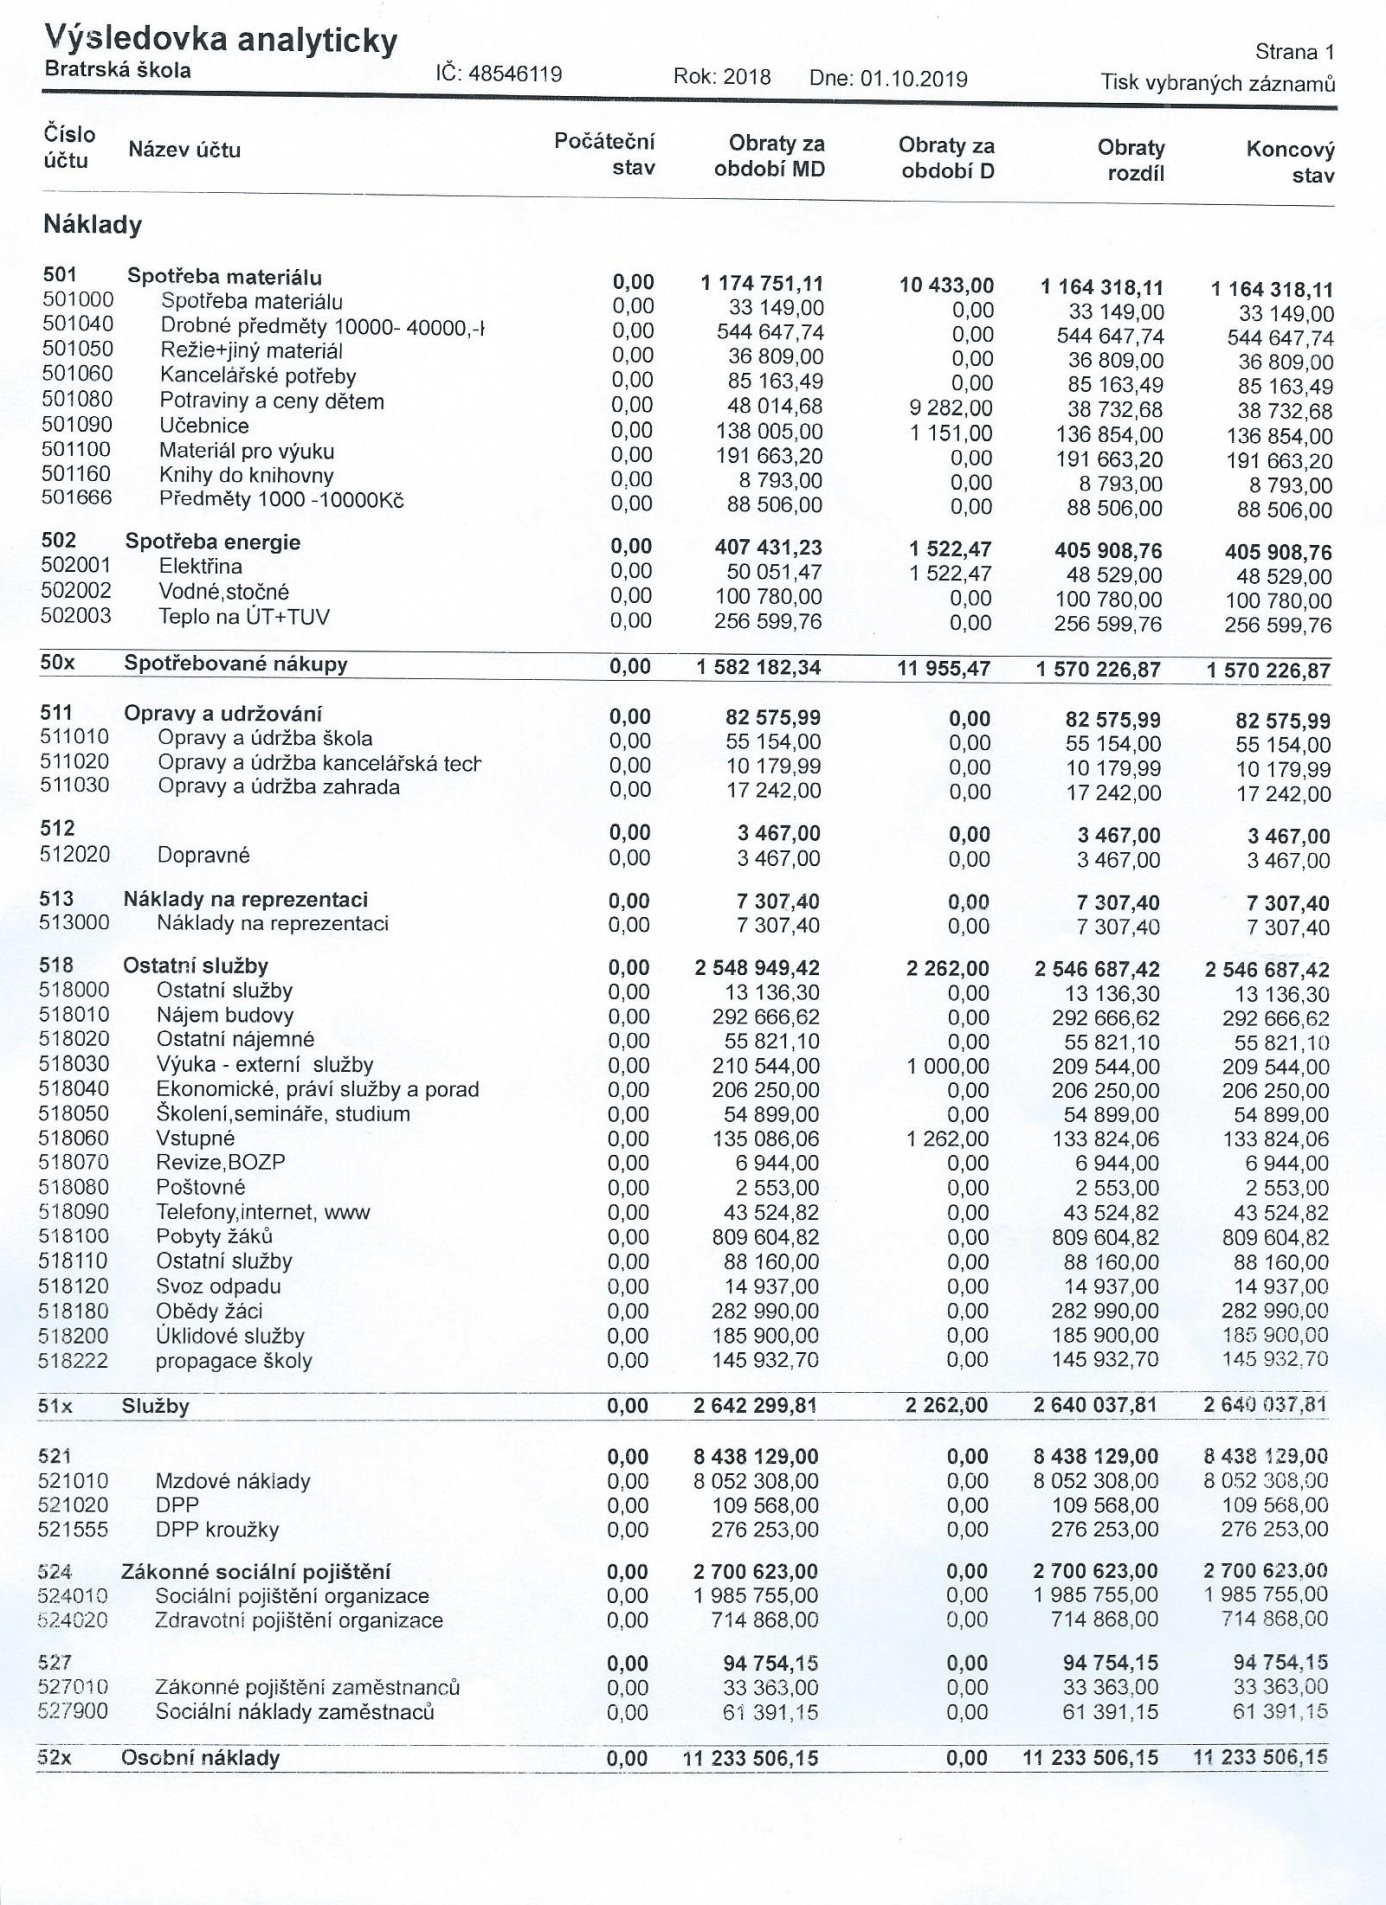 Výsledovka analyticky
Bratrská škola IČ: 48546119 Rok: 2018 Dne: 01.10.2019 Strana 1
Tisk vybraných záznamů
Číslo účtu Název účtu Počáteční stav Obraty za období MD Obraty za období D Obraty rozdíl Koncový stav
Náklady
501 Spotřeba materiálu 0,00 1 174 751,11 10 433,00 1 164 318,11 1 164 318,11
501000 Spotřeba materiálu 0,00 33 149,00 0,00 33 149,00 33 149,00
501040 Drobné předměty 10000- 40000,- 0,00 544 647,74 0,00 544 647,74 544 647,74
501050 Režie+jiný materiál 0,00 36 809,00 0,00 36 809,00 36 809,00
501060 Kancelářské potřeby 0,00 85 163,49 0,00 85 163,49 85 163,49
501080 Potraviny a ceny dětem 0,00 48 014,68 9 282,00 38 732,68 38 732,68
501090 Učebnice 0,00 138 005,00 1 151,00 136 854,00 136 854,00
501100 Materiál pro výuku 0,00 191 663,20 0,00 191 663,20 191 663,20
501160 Knihy do knihovny 0,00 8 793,00 0,00 8 793,00 8 793,00
501666 Předměty 1000 -10000Kč 0,00 88 506,00 0,00 88 506,00 88 506,00
502 Spotřeba energie 0,00 407 431,23 1 522,47 405 908,76 405 908,76
502001 Elektřina 0,00 50 051,47 1 522,47 48 529,00 48 529,00
502002 Vodné,stočné 0,00 100 780,00 0,00 100 780,00 100 780,00
502003 Teplo na ÚT+TUV 0,00 256 599,76 0,00 256 599,76 256 599,76
50x Spotřebované nákupy 0,00 1 582 182,34 11 955,47 1 570 226,87 1 570 226,87
511 Opravy a udržování 0,00 82 575,99 0,00 82 575,99 82 575,99
511010 Opravy a údržba škola 0,00 55 154,00 0,00 55 154,00 55 154,00
511020 Opravy a údržba kancelářská tech 0,00 10 179,99 0,00 10 179,99 10 179,99
511030 Opravy a údržba zahrada 0,00 17 242,00 0,00 17 242,00 17 242,00
512 0,00 3 467,00 0,00 3 467,00 3 467,00
512020 Dopravné 0,00 3 467,00 0,00 3 467,00 3 467,00
513 Náklady na reprezentaci 0,00 7 307,40 0,00 7 307,40 7 307,40
513000 Náklady na reprezentaci 0,00 7 307,40 0,00 7 307,40 7 307,40
518 Ostatní služby 0,00 2 548 949,42 2 262,00 2 546 687,42 2 546 687,42
518000 Ostatní služby 0,00 13 136,30 0,00 13 136,30 13 136,30
518010 Nájem budovy 0,00 292 666,62 0,00 292 666,62 292 666,62
518020 Ostatní nájemné 0,00 55 821,10 0,00 55 821,10 55 821,10
518030 Výuka - externí služby 0,00 210 544,00 1 000,00 209 544,00 209 544,00
518040 Ekonomické, práví služby a porad 0,00 206 250,00 0,00 206 250,00 206 250,00
518050 Školení,semináře, studium 0,00 54 899,00 0,00 54 899,00 54 899,00
518060 Vstupné 0,00 135 086,06 1 262,00 133 824,06 133 824,06
518070 Revize,BOZP 0,00 6 944,00 0,00 6 944,00 6 944,00
518080 Poštovné 0,00 2 553,00 0,00 2 553,00 2 553,00
518090 Telefony,internet, www 0,00 43 524,82 0,00 43 524,82 43 524,82
518100 Pobyty žáků 0,00 809 604,82 0,00 809 604,82 809 604,82
518110 Ostatní služby 0,00 88 160,00 0,00 88 160,00 88 160,00
518120 Svoz odpadu 0,00 14 937,00 0,00 14 937,00 14 937,00
518180 Obědy žáci 0,00 282 990,00 0,00 282 990,00 282 990,00
518200 Úklidové služby 0,00 185 900,00 0,00 185 900,00 185 900,00
518222 propagace školy 0,00 145 932,70 0,00 145 932,70 145 932,70
51x Služby 0,00 2 642 299,81 2 262,00 2 640 037,81 2 640 037,81
521 0,00 8 438 129,00 0,00 8 438 129,00 8 438 129,00
521010 Mzdové náklady 0,00 8 052 308,00 0,00 8 052 308,00 8 052 308,00
521020 DPP 0,00 109 568,00 0,00 109 568,00 109 568,00
521555 DPP kroužky 0,00 276 253,00 0,00 276 253,00 276 253,00
524 Zákonné sociální pojištění 0,00 2 700 623,00 0,00 2 700 623,00 2 700 623,00
524010 Sociální pojištění organizace 0,00 1 985 755,00 0,00 1 985 755,00 1 985 755,00
524020 Zdravotní pojištění organizace 0,00 714 868,00 0,00 714 868,00 714 868,00
527 0,00 94 754,15 0,00 94 754,15 94 754,15
527010 Zákonné pojištění zaměstnanců 0,00 33 363,00 0,00 33 363,00 33 363,00
527900 Sociální náklady zaměstnaců 0,00 61 391,15 0,00 61 391,15 61 391,15
52x Osobní náklady 0,00 11 233 506,15 0,00 11 233 506,15 11 233 506,15